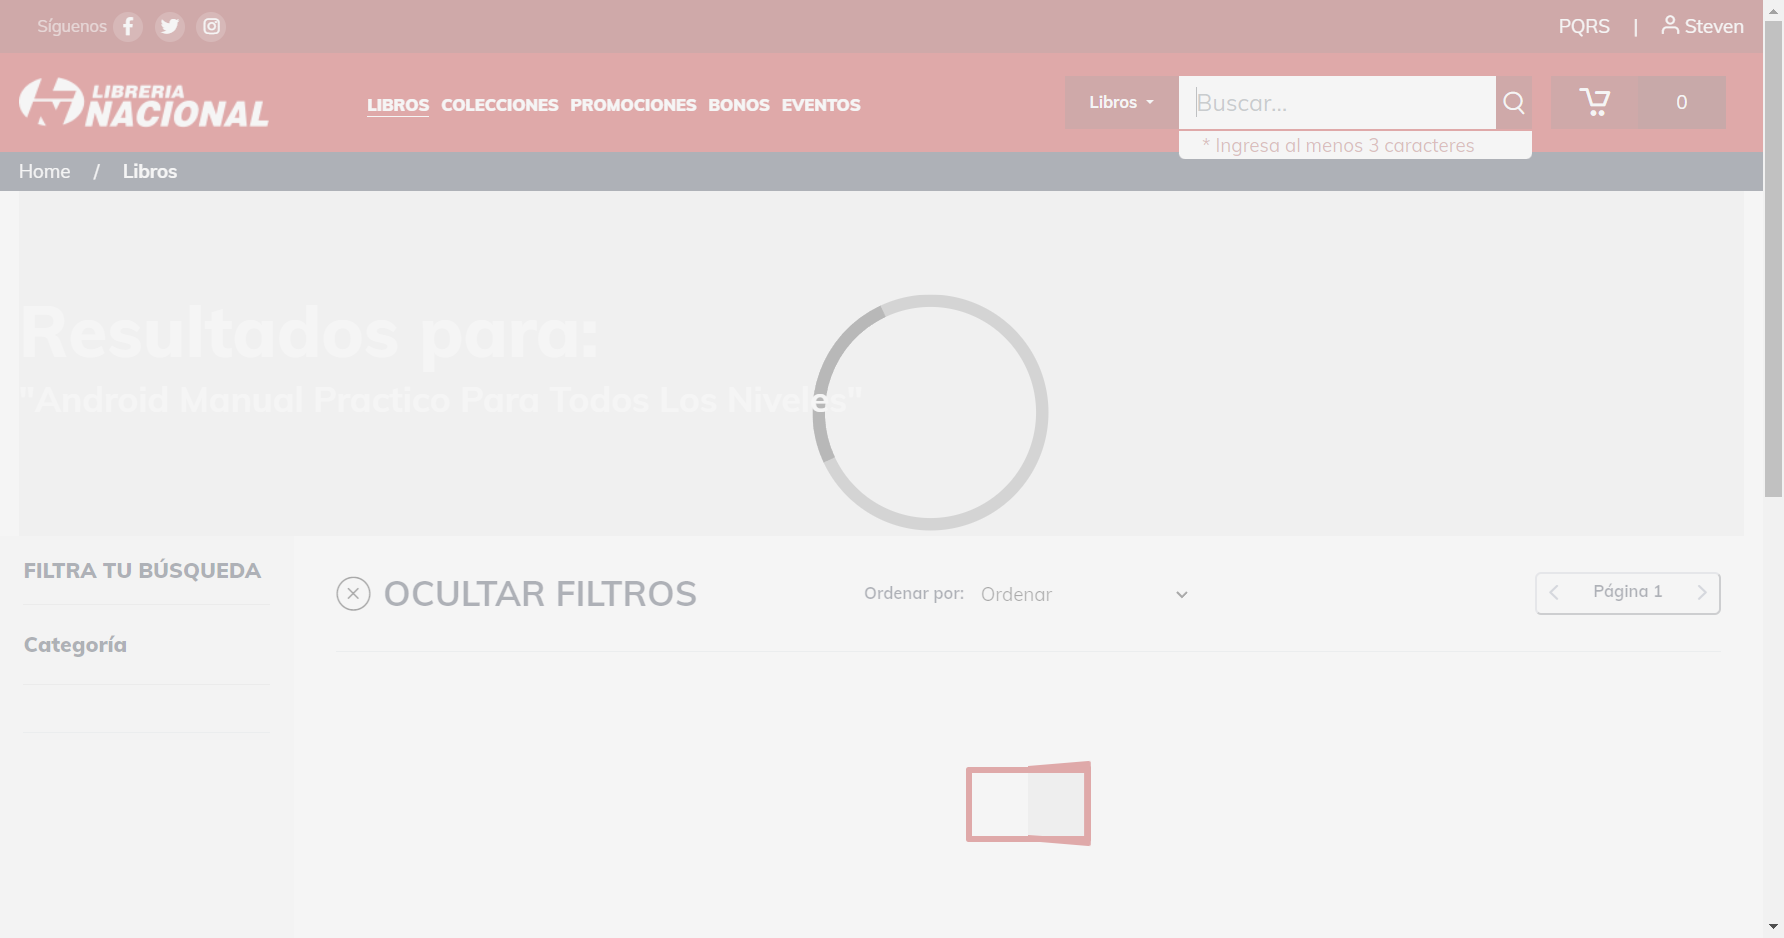 Síguenos
PQRS | Steven
LIBRERIA
NACIONAL
LIBROS COLECCIONES PROMOCIONES BONOS EVENTOS
Libros
Buscar...
0
* Ingresa al menos 3 caracteres
Home / Libros
Resultados para:
"Android Manual Practico Para Todos Los Niveles"
FILTRA TU BÚSQUEDA
OCULTAR FILTROS
Ordenar por: Ordenar
Página 1
Categoría